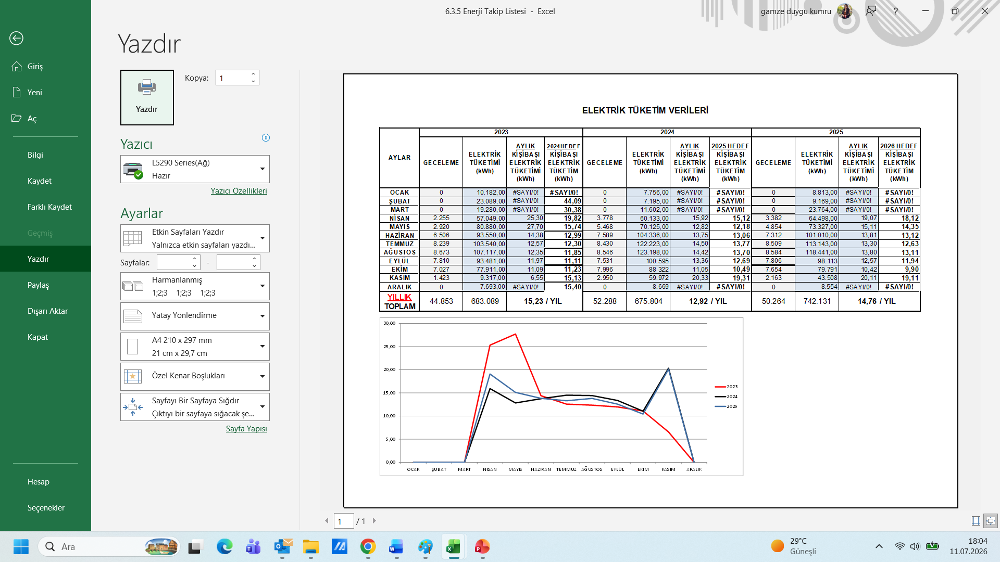 6.3.5 Enerji Takip Listesi - Excel
gamze duygu kumru
?
Giriş
Yeni
Aç
Bilgi
Kaydet
Farklı Kaydet
Geçmiş
Yazdır
Paylaş
Dışarı Aktar
Kapat
Hesap
Seçenekler
Yazdır
Yazdır
Kopya: 1
Yazıcı
L5290 Series(Ağ)
Hazır
Yazıcı Özellikleri
Ayarlar
Etkin Sayfaları Yazdır
Yalnızca etkin sayfaları yazdı...
Sayfalar: -
Harmanlanmış
1;2;3 1;2;3 1;2;3
Yatay Yönlendirme
A4 210 x 297 mm
21 cm x 29,7 cm
Özel Kenar Boşlukları
Sayfayı Bir Sayfaya Sığdır
Çıktıyı bir sayfaya sığacak şe...
Sayfa Yapısı
ELEKTRİK TÜKETİM VERİLERİ
AYLAR 2023 2024 2025
GECELEME ELEKTRİK TÜKETİMİ (kWh) AYLIK KİŞİBAŞI ELEKTRİK TÜKETİMİ (kWh) 2024HEDEF KİŞİBAŞI ELEKTRİK TÜKETİM (kWh) GECELEME ELEKTRİK TÜKETİMİ (kWh) AYLIK KİŞİBAŞI ELEKTRİK TÜKETİMİ (kWh) 2025 HEDEF KİŞİBAŞI ELEKTRİK TÜKETİM (kWh) GECELEME ELEKTRİK TÜKETİMİ (kWh) AYLIK KİŞİBAŞI ELEKTRİK TÜKETİMİ (kWh) 2026 HEDEF KİŞİBAŞI ELEKTRİK TÜKETİM (kWh)
OCAK 0 10.182,00 #SAYI/0! #SAYI/0! 0 7.756,00 #SAYI/0! #SAYI/0! 0 8.813,00 #SAYI/0! #SAYI/0!
ŞUBAT 0 23.089,00 #SAYI/0! 44,09 0 7.195,00 #SAYI/0! #SAYI/0! 0 9.169,00 #SAYI/0! #SAYI/0!
MART 0 19.280,00 #SAYI/0! 30,38 0 11.602,00 #SAYI/0! #SAYI/0! 0 23.764,00 #SAYI/0! #SAYI/0!
NİSAN 2.255 57.049,00 25,30 19,82 3.778 60.133,00 15,92 15,12 3.382 64.498,00 19,07 18,12
MAYIS 2.920 80.880,00 27,70 15,74 5.468 70.125,00 12,82 12,18 4.854 73.327,00 15,11 14,35
HAZİRAN 6.506 93.550,00 14,38 12,99 7.589 104.336,00 13,75 13,06 7.312 101.010,00 13,81 13,12
TEMMUZ 8.239 103.540,00 12,57 12,30 8.430 122.223,00 14,50 13,77 8.509 113.143,00 13,30 12,63
AĞUSTOS 8.673 107.117,00 12,35 11,85 8.546 123.198,00 14,42 13,70 8.584 118.441,00 13,80 13,11
EYLÜL 7.810 93.481,00 11,97 11,11 7.531 100.595 13,36 12,69 7.806 98.113 12,57 11,94
EKİM 7.027 77.911,00 11,09 11,23 7.996 88 322 11,05 10,49 7.654 79.791 10,42 9,90
KASIM 1.423 9.317,00 6,55 15,13 2.950 59.972 20,33 19,31 2.163 43.508 20,11 19,11
ARALIK 0 7.693,00 #SAYI/0! 15,40 0 8.669 #SAYI/0! #SAYI/0! 0 8.554 #SAYI/0! #SAYI/0!
YILLIK TOPLAM 44.853 683.089 15,23 / YIL 52.288 675.804 12,92 / YIL 50.264 742.131 14,76 / YIL
30,00
25,00
20,00
15,00
10,00
5,00
0,00
OCAK ŞUBAT MART NİSAN MAYIS HAZİRAN TEMMUZ AĞUSTOS EYLÜL EKİM KASIM ARALIK
2023
2024
2025
1 / 1
Ara
29°C
Güneşli
18:04
11.07.2026